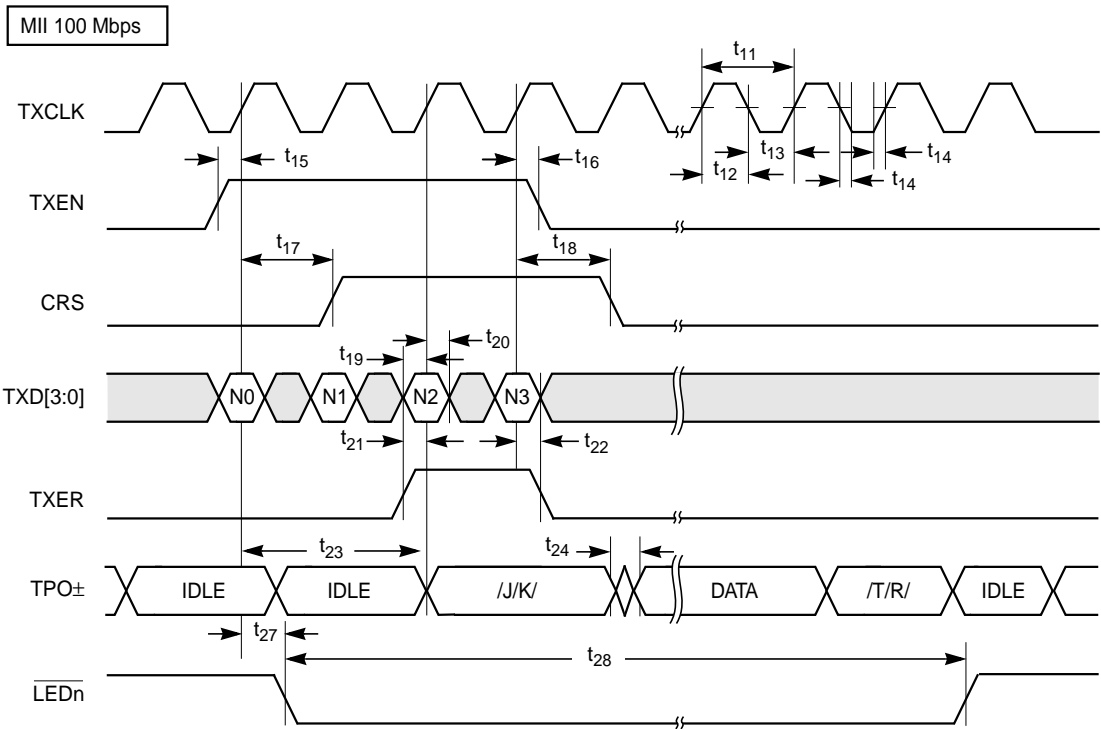 MII 100 Mbps
t11
TXCLK
t15
t16
t13
t14
t12
t14
TXEN
t17
t18
CRS
t20
t19
TXD[3:0]
N0
N1
N2
N3
t21
t22
TXER
t23
t24
TPO±
IDLE
IDLE
/J/K/
DATA
/T/R/
IDLE
t27
t28
LEDn